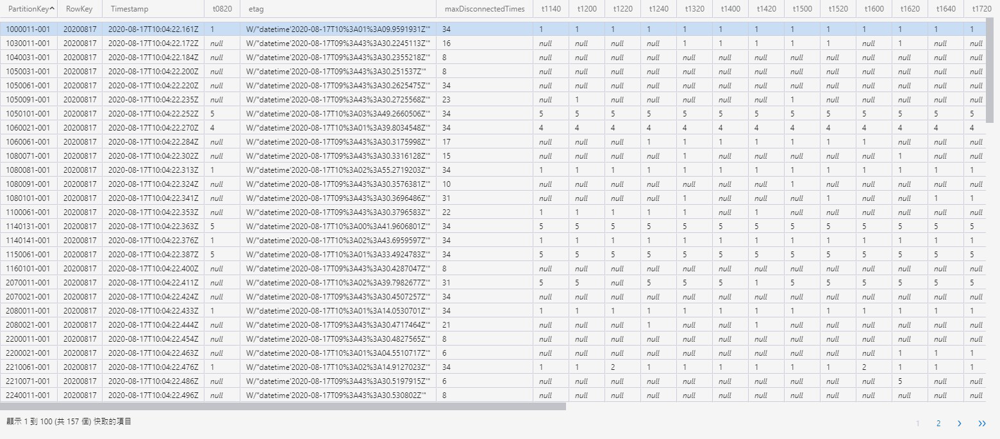 PartitionKey RowKey Timestamp t0820 etag maxDisconnectedTimes t1140 t1200 t1220 t1240 t1320 t1400 t1420 t1500 t1520 t1600 t1620 t1640 t1720
1000011-001 20200817 2020-08-17T10:04:22.161Z 1 W/"datetime'2020-08-17T10%3A01%3A09.9591931Z'" 34 1 1 1 1 1 1 1 1 1 1 1 1 1
1030011-001 20200817 2020-08-17T10:04:22.172Z null W/"datetime'2020-08-17T09%3A43%3A30.2245113Z'" 16 null null null null 1 1 1 1 1 null 1 null null
1040031-001 20200817 2020-08-17T10:04:22.184Z null W/"datetime'2020-08-17T09%3A43%3A30.2355218Z'" 8 null null null null null null null null null null null null null
1050031-001 20200817 2020-08-17T10:04:22.200Z null W/"datetime'2020-08-17T09%3A43%3A30.251537Z'" 8 null null null null null null null null null null null null null
1050061-001 20200817 2020-08-17T10:04:22.220Z null W/"datetime'2020-08-17T09%3A43%3A30.2625475Z'" 34 null null null null null null null null null null null null null
1050091-001 20200817 2020-08-17T10:04:22.235Z null W/"datetime'2020-08-17T09%3A43%3A30.2725568Z'" 23 null 1 null null null null null 1 null null null null null
1050101-001 20200817 2020-08-17T10:04:22.252Z 5 W/"datetime'2020-08-17T10%3A03%3A49.2660506Z'" 34 5 5 5 5 5 5 5 5 5 5 5 5 5
1060021-001 20200817 2020-08-17T10:04:22.270Z 4 W/"datetime'2020-08-17T10%3A01%3A39.8034548Z'" 34 4 4 4 4 4 4 4 4 4 4 4 4 4
1060061-001 20200817 2020-08-17T10:04:22.284Z null W/"datetime'2020-08-17T09%3A43%3A30.3175998Z'" 17 null null null 1 1 1 1 1 1 1 null null null
1080071-001 20200817 2020-08-17T10:04:22.302Z null W/"datetime'2020-08-17T09%3A43%3A30.3316128Z'" 15 null null null null 1 null null null null null 1 null null
1080081-001 20200817 2020-08-17T10:04:22.313Z 1 W/"datetime'2020-08-17T10%3A02%3A55.2719203Z'" 34 1 1 1 1 1 1 1 1 1 1 1 1 1
1080091-001 20200817 2020-08-17T10:04:22.324Z null W/"datetime'2020-08-17T09%3A43%3A30.3576381Z'" 10 null null null null null null null 1 null null null null null
1080101-001 20200817 2020-08-17T10:04:22.341Z null W/"datetime'2020-08-17T09%3A43%3A30.3696486Z'" 31 null null null null 1 null null null 1 null null 1 1
1100061-001 20200817 2020-08-17T10:04:22.353Z null W/"datetime'2020-08-17T09%3A43%3A30.3796583Z'" 22 1 1 1 1 1 null 1 null null null null null null
1140131-001 20200817 2020-08-17T10:04:22.363Z 5 W/"datetime'2020-08-17T10%3A00%3A41.9606801Z'" 34 5 5 5 5 5 5 5 5 5 5 5 5 5
1140141-001 20200817 2020-08-17T10:04:22.376Z 1 W/"datetime'2020-08-17T10%3A02%3A43.6959597Z'" 34 1 1 1 1 1 1 1 1 1 1 1 1 1
1150061-001 20200817 2020-08-17T10:04:22.387Z 5 W/"datetime'2020-08-17T10%3A01%3A33.4924783Z'" 34 5 5 5 5 5 5 5 5 5 5 5 5 5
1160101-001 20200817 2020-08-17T10:04:22.400Z null W/"datetime'2020-08-17T09%3A43%3A30.4287047Z'" 8 null null null null null null null null null null null null null
2070011-001 20200817 2020-08-17T10:04:22.411Z null W/"datetime'2020-08-17T10%3A02%3A39.7982677Z'" 31 5 5 null 5 5 5 1 5 5 5 5 5 5
2070021-001 20200817 2020-08-17T10:04:22.424Z null W/"datetime'2020-08-17T09%3A43%3A30.4507257Z'" 34 null null null null null null null null null null null null null
2080011-001 20200817 2020-08-17T10:04:22.433Z 1 W/"datetime'2020-08-17T10%3A01%3A14.0530701Z'" 34 1 1 1 1 1 1 1 1 1 1 1 1 1
2080021-001 20200817 2020-08-17T10:04:22.444Z null W/"datetime'2020-08-17T09%3A43%3A30.4717464Z'" 21 null null null 1 null null 1 null null null null null null
2200011-001 20200817 2020-08-17T10:04:22.454Z null W/"datetime'2020-08-17T09%3A43%3A30.4827565Z'" 8 null null null null null null null null null null null null null
2200021-001 20200817 2020-08-17T10:04:22.463Z null W/"datetime'2020-08-17T10%3A01%3A04.5510717Z'" 6 null null null null null null null null null null 1 1 1
2210061-001 20200817 2020-08-17T10:04:22.476Z 1 W/"datetime'2020-08-17T10%3A02%3A14.9127023Z'" 34 1 1 2 1 1 1 1 1 1 2 1 1 1
2210071-001 20200817 2020-08-17T10:04:22.486Z null W/"datetime'2020-08-17T09%3A43%3A30.5197915Z'" 6 null null null null null null null null null null 5 null null
2240011-001 20200817 2020-08-17T10:04:22.496Z null W/"datetime'2020-08-17T09%3A43%3A30.530802Z'" 8 null null null null null null null null null null null null null
顯示 1 到 100 (共 157 個) 快取的項目
1 2